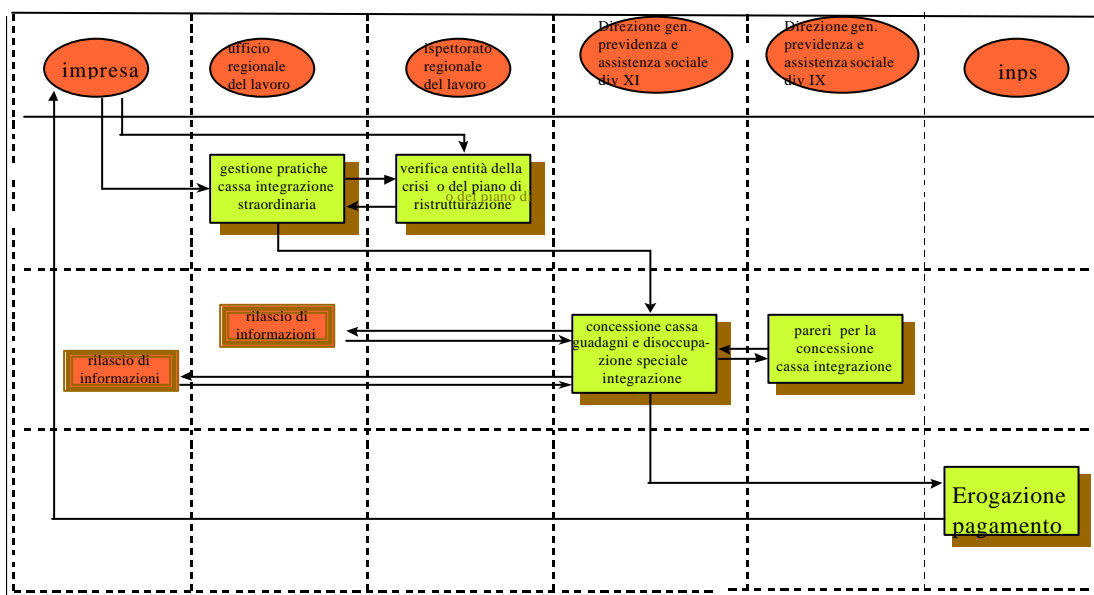 impresa
ufficio
regionale
del lavoro
ispettorato
regionale
del lavoro
Direzione gen.
previdenza e
assistenza sociale
div XI
Direzione gen.
previdenza e
assistenza sociale
div IX
inps
gestione pratiche
cassa integrazione
straordinaria
verifica entità della
crisi o del piano di
o del piano di
ristrutturazione
rilascio di
informazioni
concessione cassa
guadagni e disoccupa-
zione speciale
integrazione
pareri per la
concessione
cassa integrazione
rilascio di
informazioni
Erogazione
pagamento